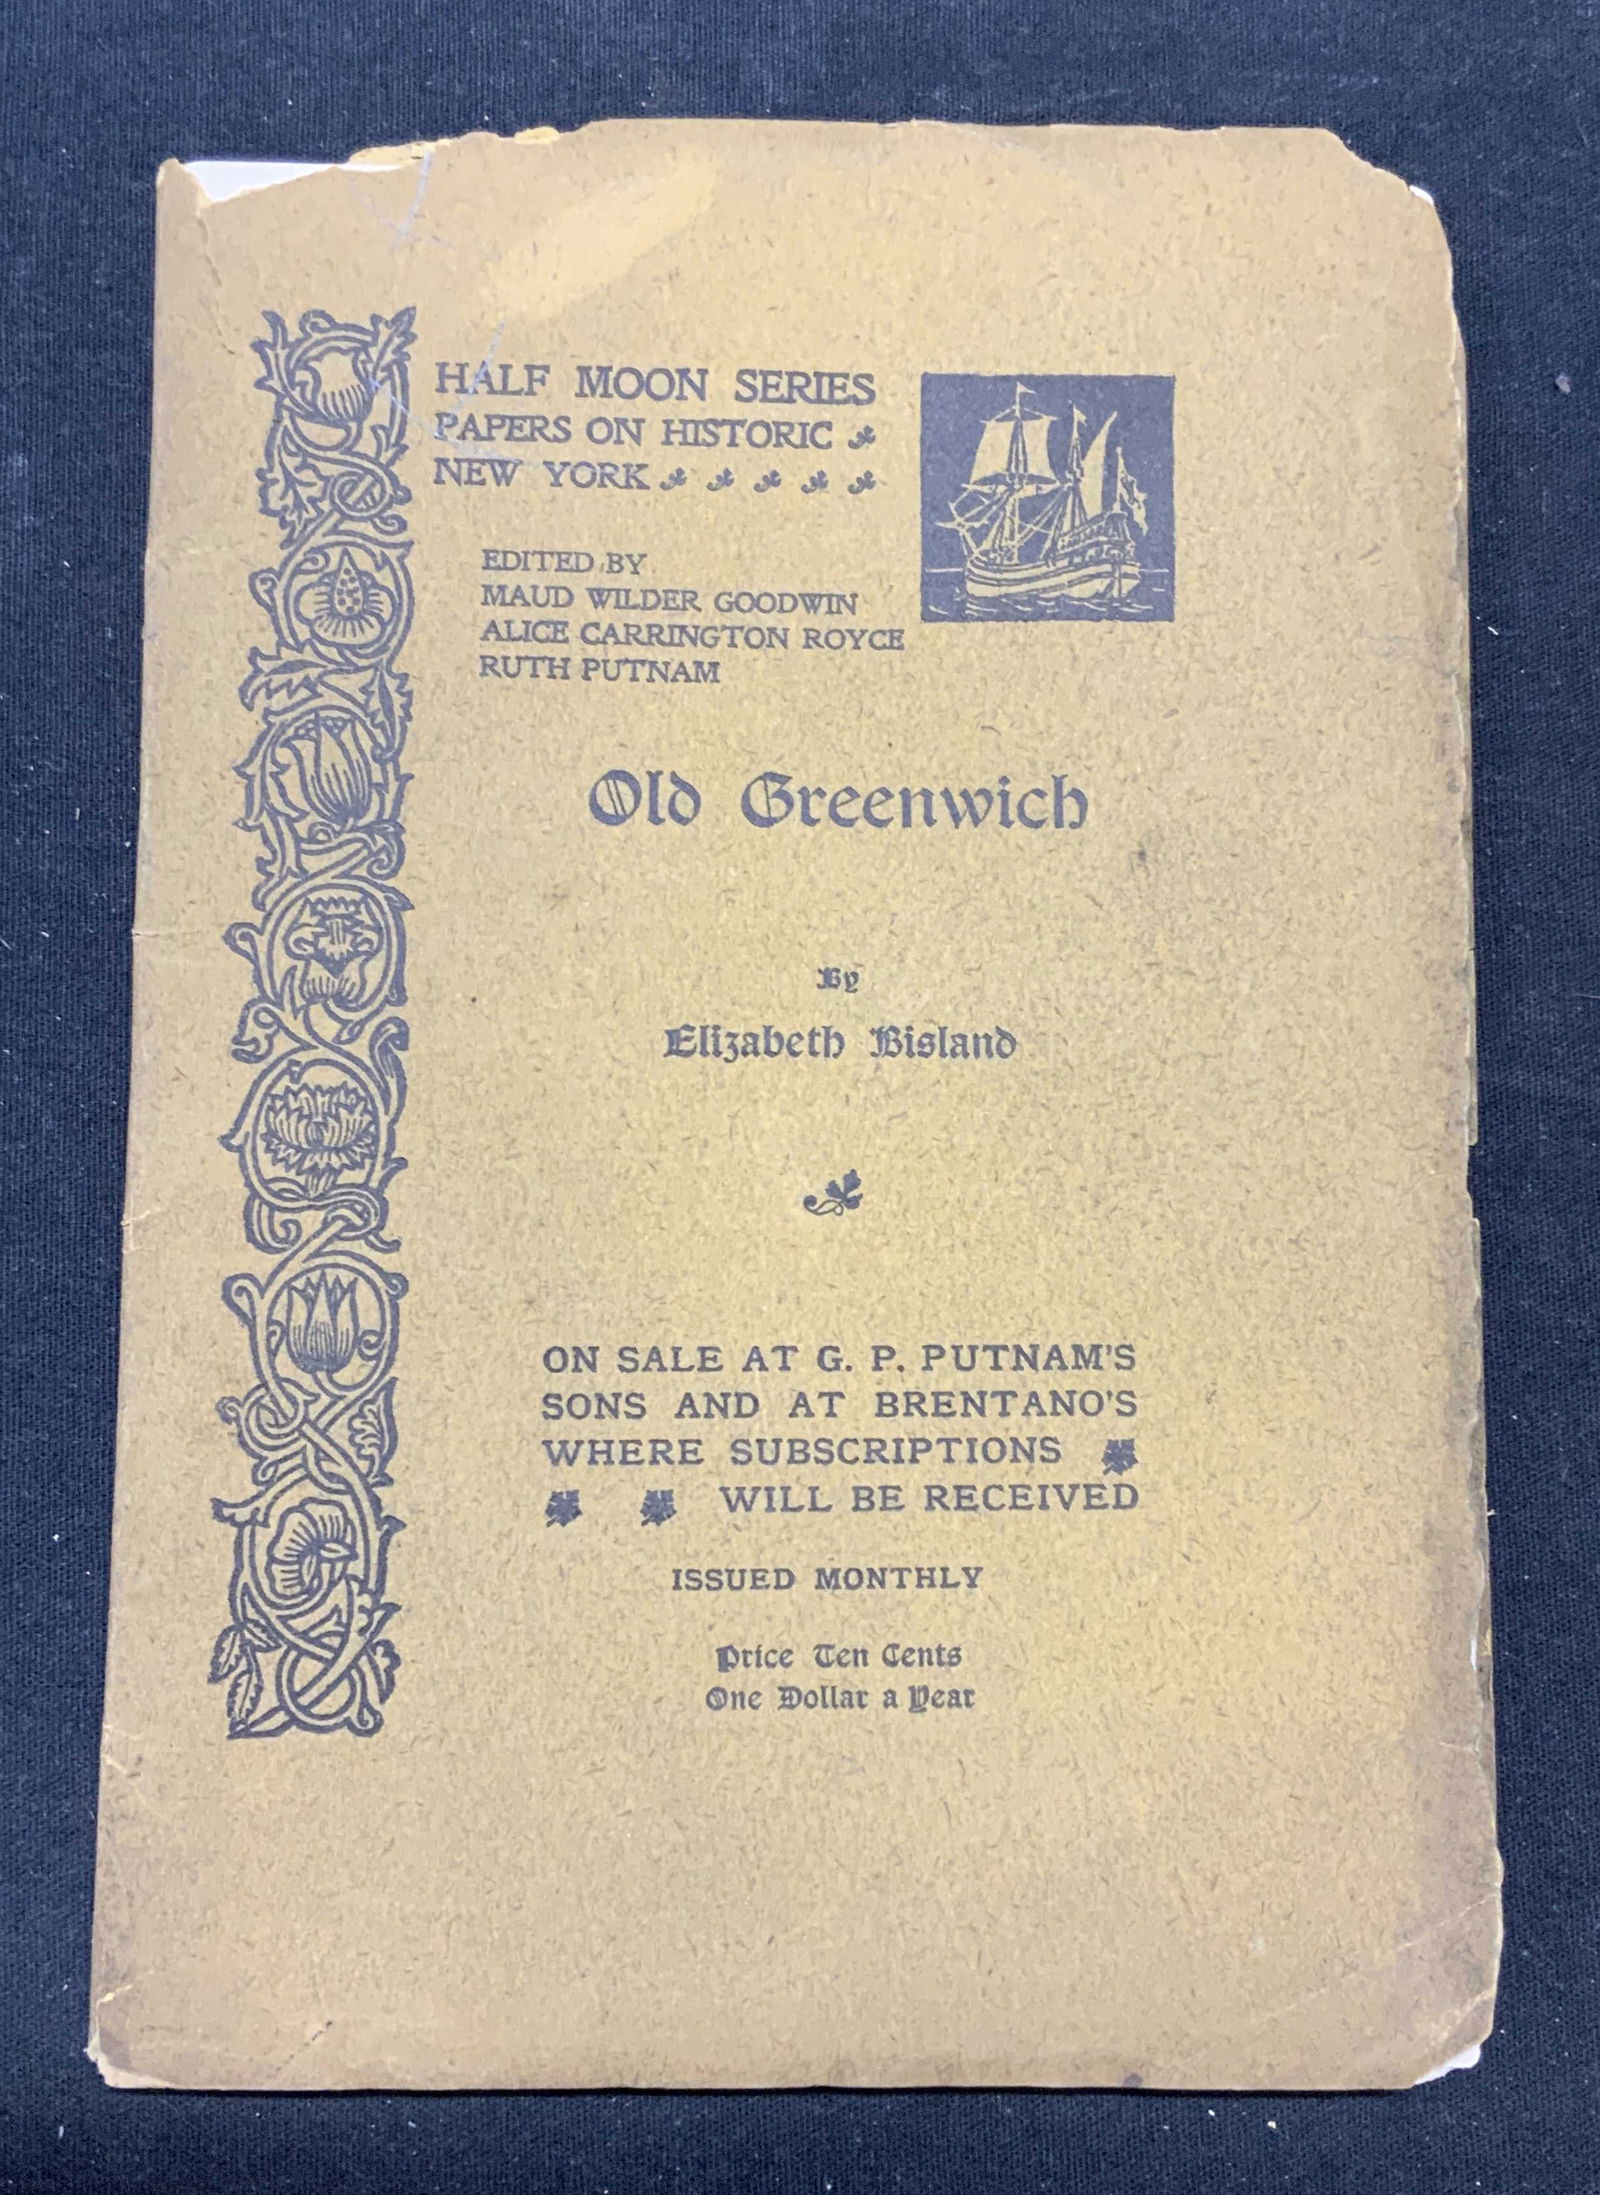 HALF MOON SERIES
PAPERS ON HISTORIC
NEW YORK
EDITED BY
MAUD WILDER GOODWIN
ALICE CARRINGTON ROYCE
RUTH PUTNAM
Old Greenwich
By
Elizabeth Bisland
ON SALE AT G. P. PUTNAM'S
SONS AND AT BRENTANO'S
WHERE SUBSCRIPTIONS
WILL BE RECEIVED
ISSUED MONTHLY
Price Ten Cents
One Dollar a Year